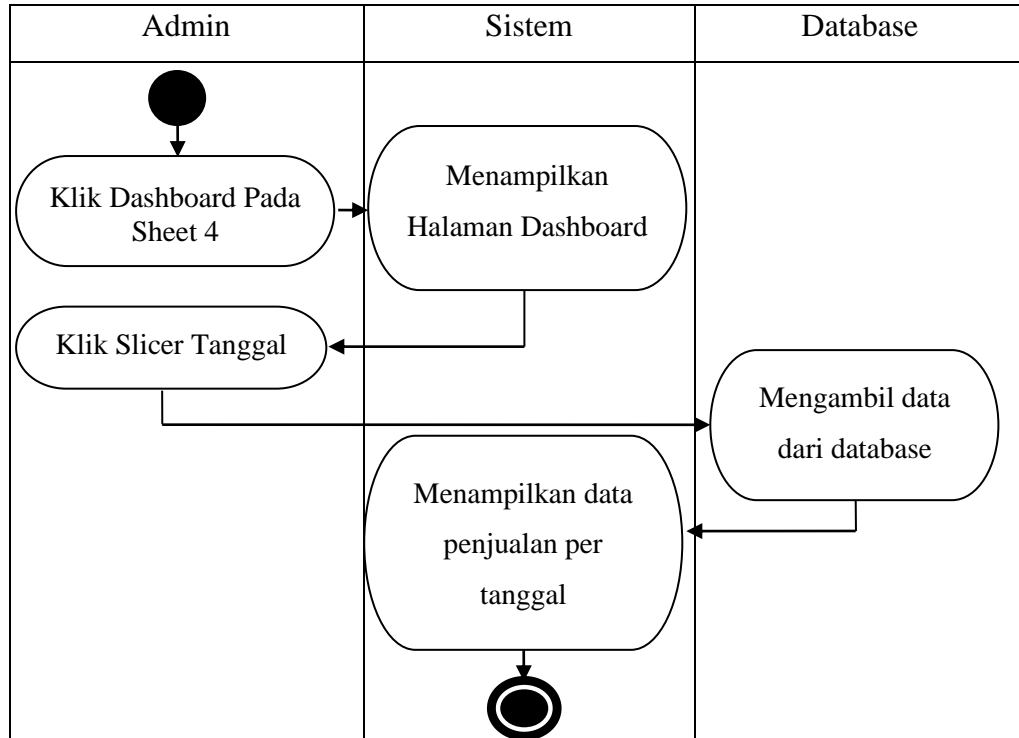 Admin
Sistem
Database
Klik Dashboard Pada
Sheet 4
Menampilkan
Halaman Dashboard
Klik Slicer Tanggal
Mengambil data
dari database
Menampilkan data
penjualan per
tanggal